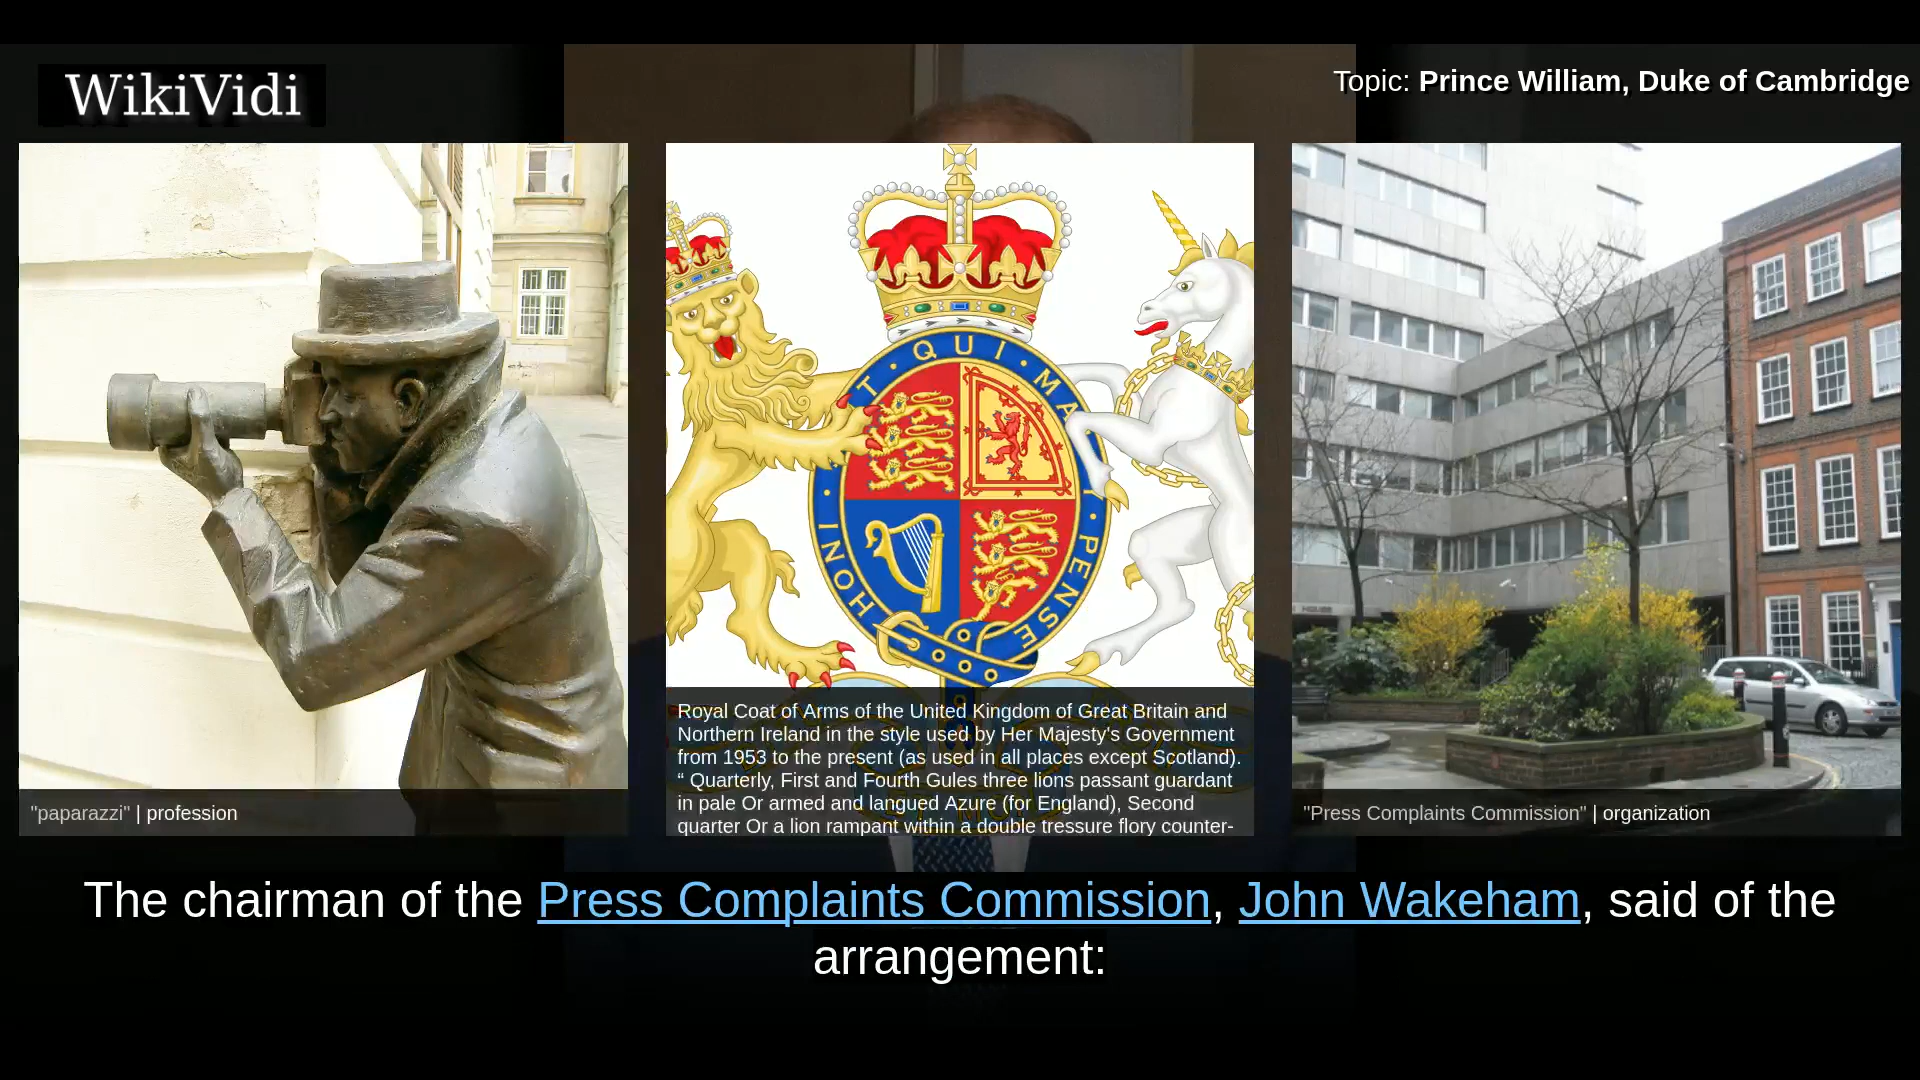 WikiVidi
Topic: Prince William, Duke of Cambridge
HONI
T • QUI • MA
• PENSE
Royal Coat of Arms of the United Kingdom of Great Britain and
Northern Ireland in the style used by Her Majesty's Government
from 1953 to the present (as used in all places except Scotland).
“ Quarterly, First and Fourth Gules three lions passant guardant
in pale Or armed and langued Azure (for England), Second
quarter Or a lion rampant within a double tressure flory counter-
"paparazzi" | profession
"Press Complaints Commission" | organization
The chairman of the Press Complaints Commission, John Wakeham, said of the
arrangement: